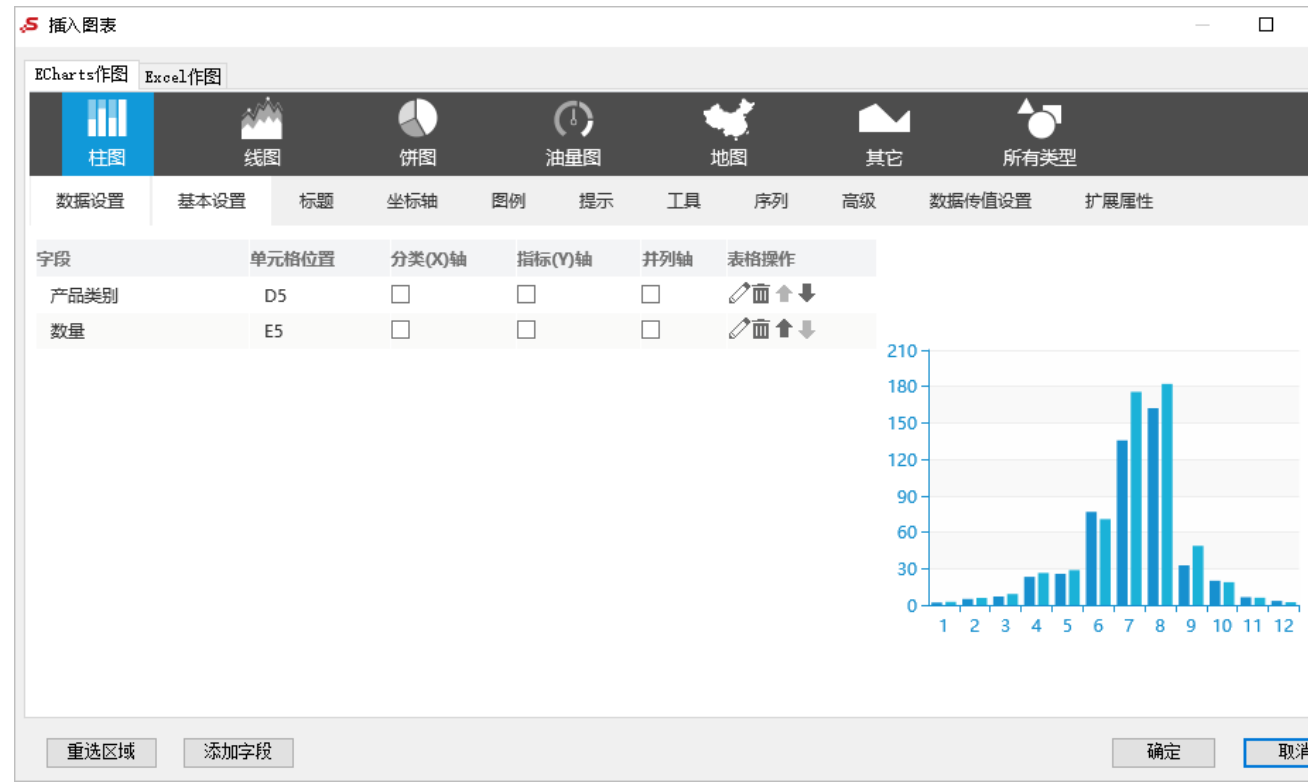 插入图表
ECharts作图 Excel作图
柱图 线图 饼图 油量图 地图 其它 所有类型
数据设置 基本设置 标题 坐标轴 图例 提示 工具 序列 高级 数据传值设置 扩展属性
字段 单元格位置 分类(X)轴 指标(Y)轴 并列轴 表格操作
产品类别 D5
数量 E5
210
180
150
120
90
60
30
0
1 2 3 4 5 6 7 8 9 10 11 12
重选区域 添加字段 确定 取消